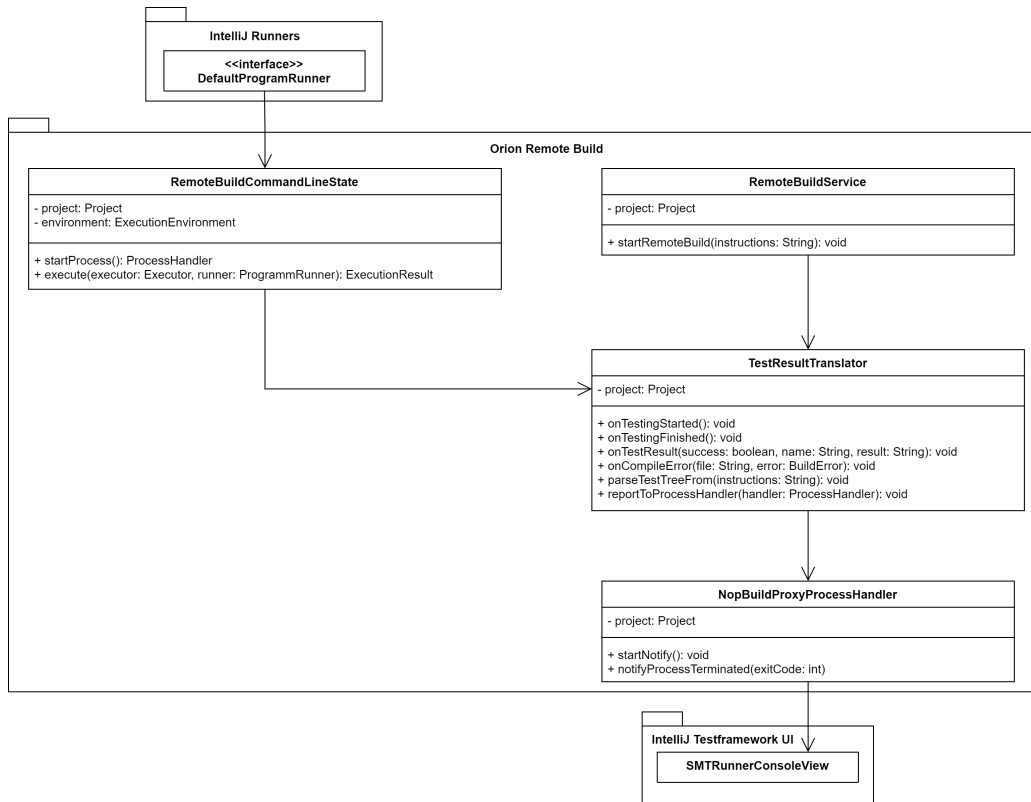 IntelliJ Runners
<<interface>>
DefaultProgramRunner
Orion Remote Build
RemoteBuildCommandLineState
- project: Project
- environment: ExecutionEnvironment
+ startProcess(): ProcessHandler
+ execute(executor: Executor, runner: ProgrammRunner): ExecutionResult
RemoteBuildService
- project: Project
+ startRemoteBuild(instructions: String): void
TestResultTranslator
- project: Project
+ onTestingStarted(): void
+ onTestingFinished(): void
+ onTestResult(success: boolean, name: String, result: String): void
+ onCompileError(file: String, error: BuildError): void
+ parseTestTreeFrom(instructions: String): void
+ reportToProcessHandler(handler: ProcessHandler): void
NopBuildProxyProcessHandler
- project: Project
+ startNotify(): void
+ notifyProcessTerminated(exitCode: int)
IntelliJ Testframework UI
SMTRunnerConsoleView